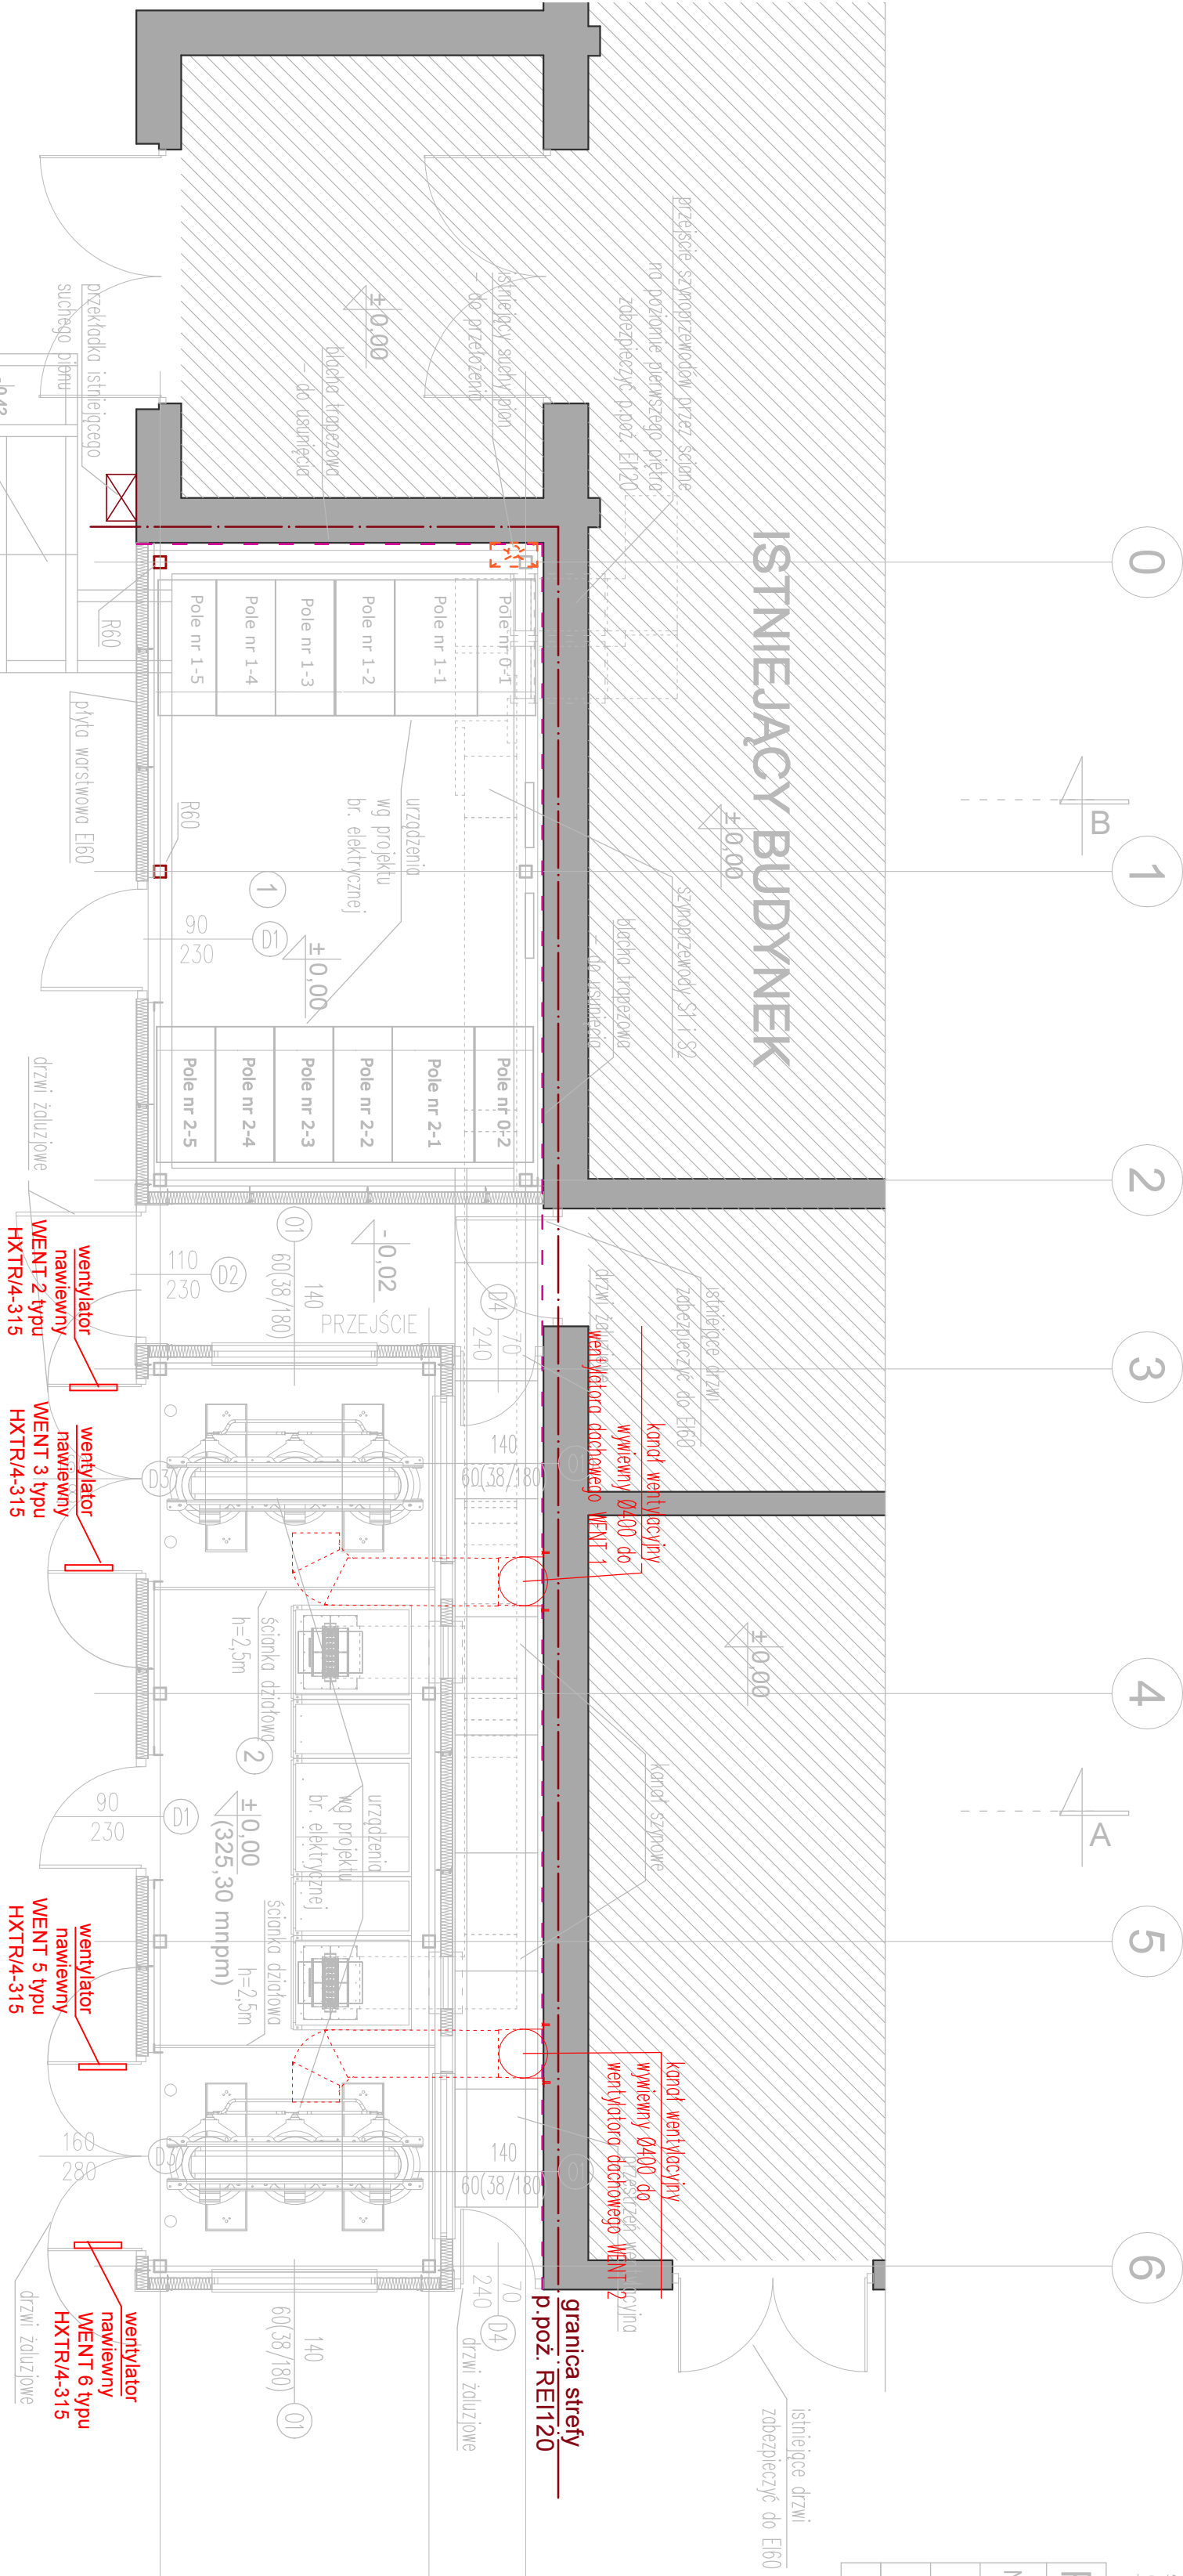 0
1
2
3
4
5
6
B
A
ISTNIEJĄCY BUDYNEK
±0,00
±0,00
±0,00
przejście szynoprzewodów przez ścianę
na poziomie pierwszego piętra
zabezpieczyć p.poż. EI120
istniejący suchy pion
- do przełożenia
blacha trapezowa
- do usunięcia
przekładka istniejącego
suchego pionu
R60
płyta warstwowa EI60
R60
Pole nr 0-1
Pole nr 1-1
Pole nr 1-2
Pole nr 1-3
Pole nr 1-4
Pole nr 1-5
urządzenia
wg projektu
br. elektrycznej
1
D1
90
230
±0,00
szynoprzewody S1 i S2
blacha trapezowa
- do usunięcia
Pole nr 0-2
Pole nr 2-1
Pole nr 2-2
Pole nr 2-3
Pole nr 2-4
Pole nr 2-5
drzwi żaluzjowe
-0,02
PRZEJŚCIE
O1
140
60(38/180)
D2
110
230
D4
70
240
istniejące drzwi
zabezpieczyć do EI60
drzwi żaluzjowe
wentylator
nawiewny
WENT 2 typu
HXTR/4-315
wentylator
nawiewny
WENT 3 typu
HXTR/4-315
D3
kanał wentylacyjny
wywiewny Ø400 do
wentylatora dachowego WENT 1
O1
140
60(38/180)
ścianka działowa
h=2,5m
2
±0,00
(325,30 mnpm)
D1
90
230
kanał szynowe
urządzenia
wg projektu
br. elektrycznej
ścianka działowa
h=2,5m
wentylator
nawiewny
WENT 5 typu
HXTR/4-315
kanał wentylacyjny
wywiewny Ø400 do
wentylatora dachowego WENT 2
przestrzeń wentylacyjna
O1
140
60(38/180)
D3
160
280
wentylator
nawiewny
WENT 6 typu
HXTR/4-315
drzwi żaluzjowe
D4
70
240
drzwi żaluzjowe
O1
140
60(38/180)
granica strefy
p.poż. REI120
istniejące drzwi
zabezpieczyć do EI60